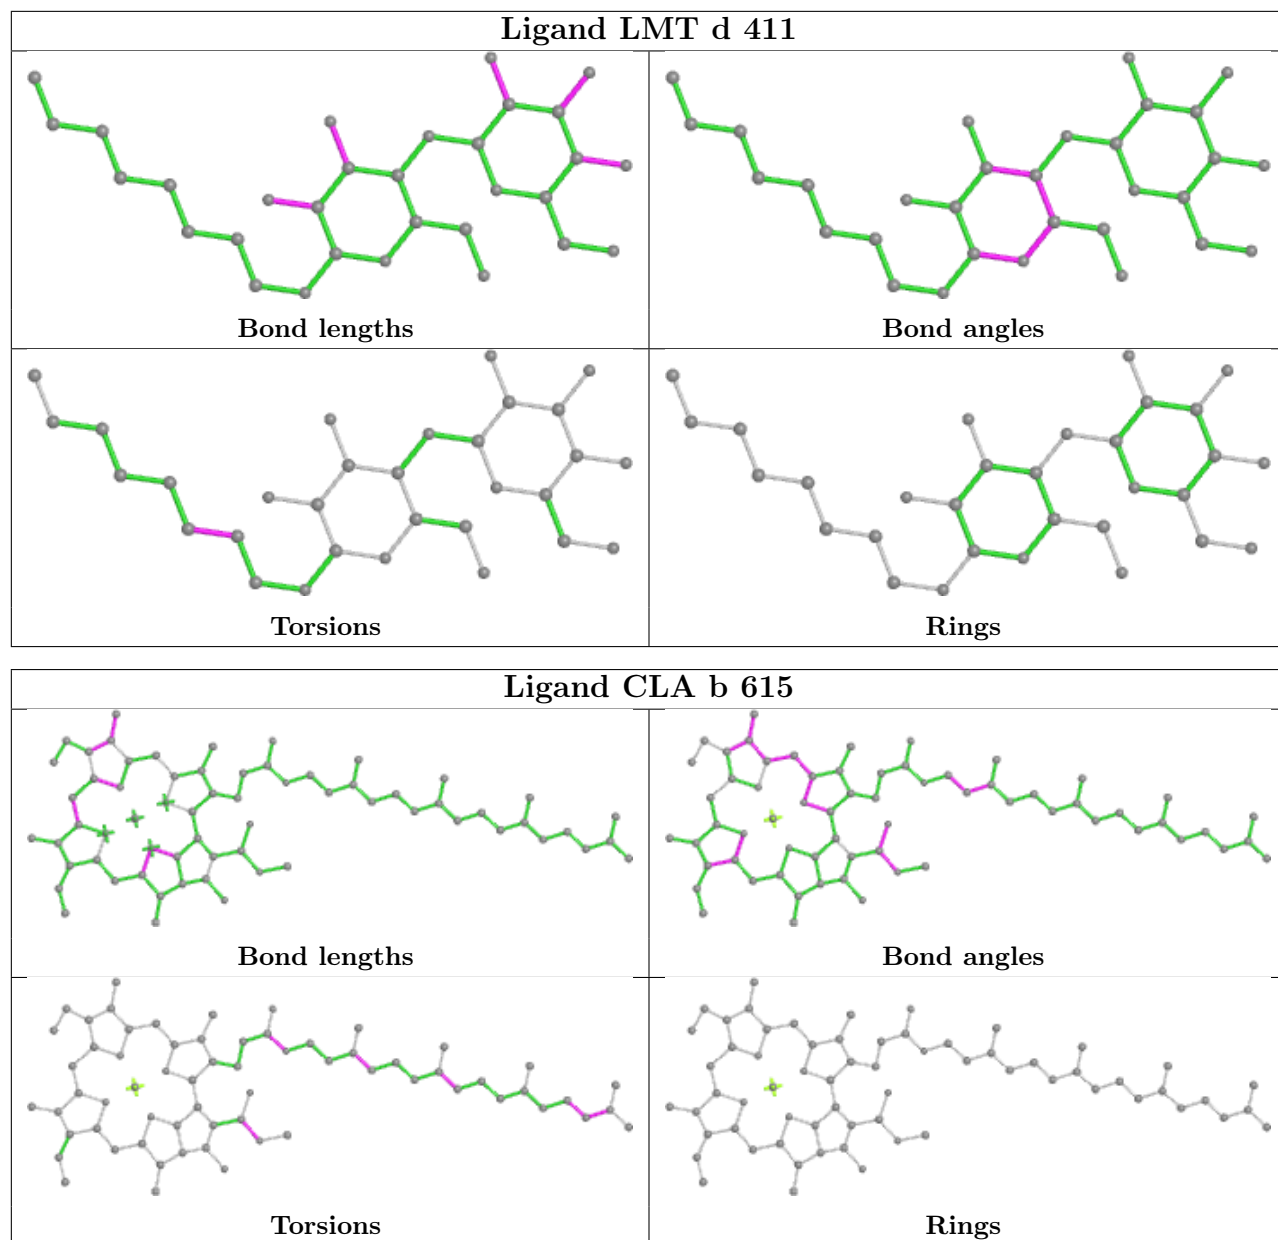 Ligand LMT d 411
Bond lengths
Bond angles
Torsions
Rings
Ligand CLA b 615
Bond lengths
Bond angles
Torsions
Rings